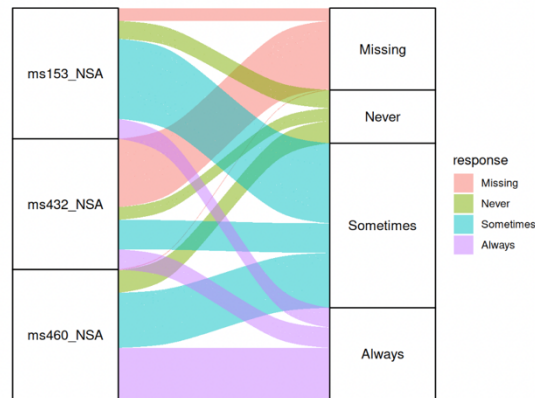 ms153_NSA
ms432_NSA
ms460_NSA
Missing
Never
Sometimes
Always
response
Missing
Never
Sometimes
Always